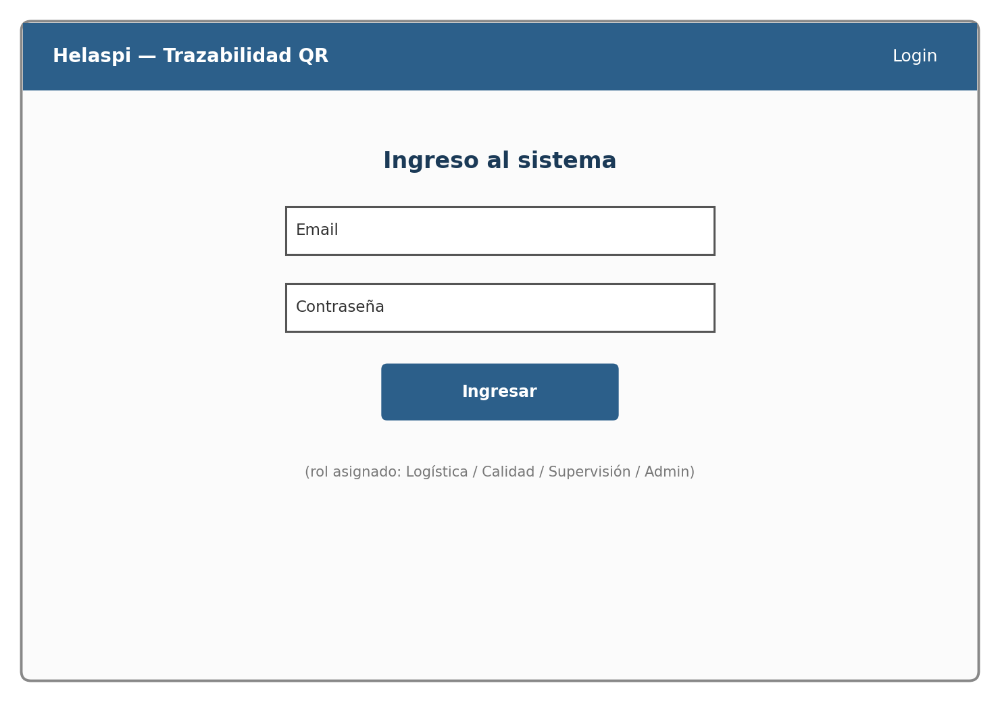 Helaspi — Trazabilidad QR
Login
Ingreso al sistema
Email
Contraseña
Ingresar
(rol asignado: Logística / Calidad / Supervisión / Admin)